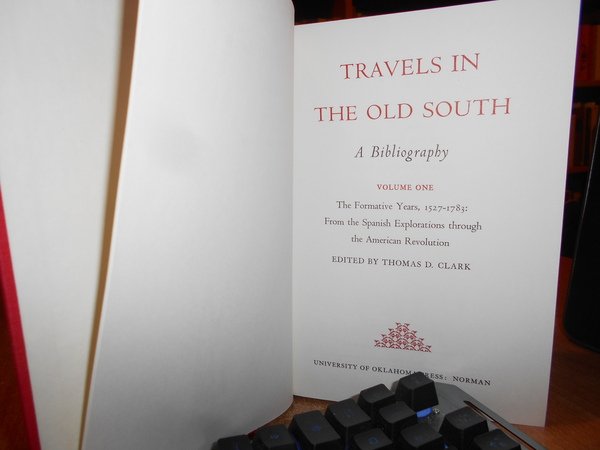 TRAVELS IN
THE OLD SOUTH
A Bibliography
VOLUME ONE
The Formative Years, 1527-1783:
From the Spanish Explorations through
the American Revolution
EDITED BY THOMAS D. CLARK
UNIVERSITY OF OKLAHOMA PRESS: NORMAN